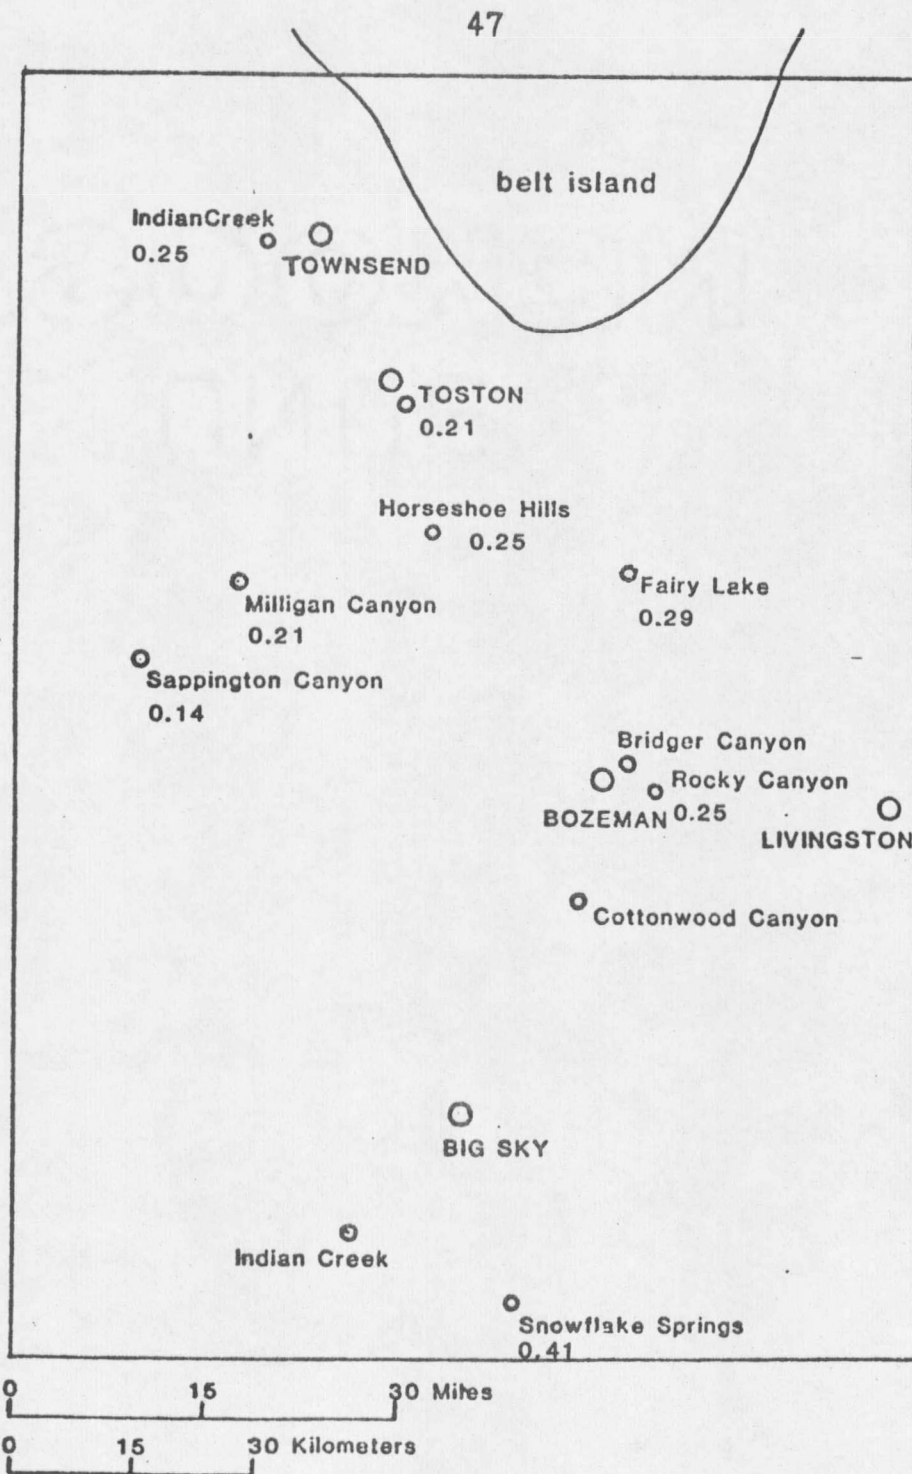 47
belt island
IndianCreek
0.25
TOWNSEND
TOSTON
0.21
Horseshoe Hills
0.25
Fairy Lake
0.29
Milligan Canyon
0.21
Sappington Canyon
0.14
Bridger Canyon
Rocky Canyon
BOZEMAN 0.25
LIVINGSTON
Cottonwood Canyon
BIG SKY
Indian Creek
Snowflake Springs
0.41
0 15 30 Miles
0 15 30 Kilometers